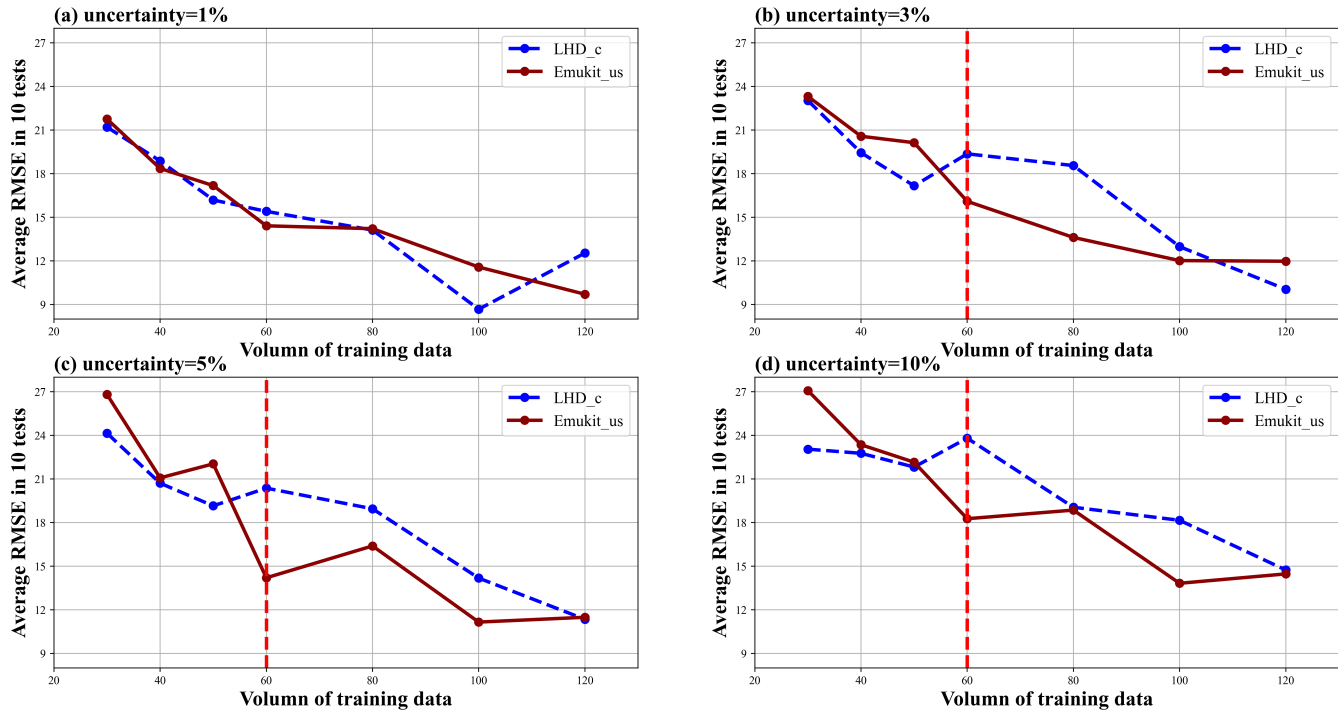 (a) uncertainty=1%
Average RMSE in 10 tests
27
24
21
18
15
12
9
LHD_c
Emukit_us
20 40 60 80 100 120
Volumn of training data
(b) uncertainty=3%
Average RMSE in 10 tests
27
24
21
18
15
12
9
LHD_c
Emukit_us
20 40 60 80 100 120
Volumn of training data
(c) uncertainty=5%
Average RMSE in 10 tests
27
24
21
18
15
12
9
LHD_c
Emukit_us
20 40 60 80 100 120
Volumn of training data
(d) uncertainty=10%
Average RMSE in 10 tests
27
24
21
18
15
12
9
LHD_c
Emukit_us
20 40 60 80 100 120
Volumn of training data